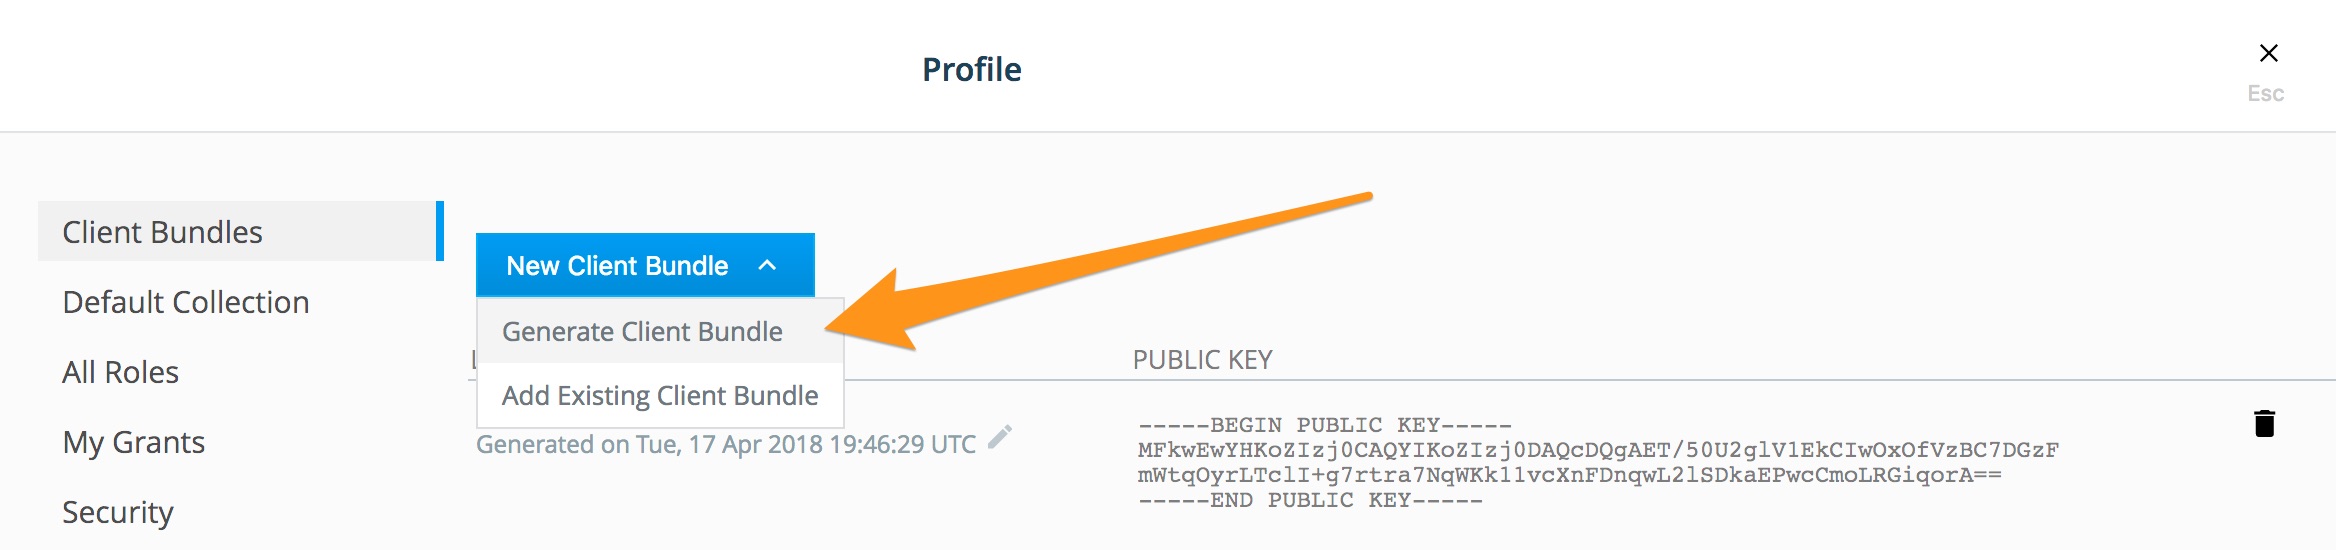 Profile
Esc
Client Bundles
Default Collection
All Roles
My Grants
Security
New Client Bundle
Generate Client Bundle
Add Existing Client Bundle
PUBLIC KEY
Generated on Tue, 17 Apr 2018 19:46:29 UTC
-----BEGIN PUBLIC KEY-----
MFkwEwYHKoZIzj0CAQYIKoZIzj0DAQcDQgAET/50U2glV1EkCIwOxOfVzBC7DGzF
mWtqOyrLTclI+g7rtra7NqWKk11vcXnFDnqwL2lSDkaEPwcCmoLRGiqorA==
-----END PUBLIC KEY-----